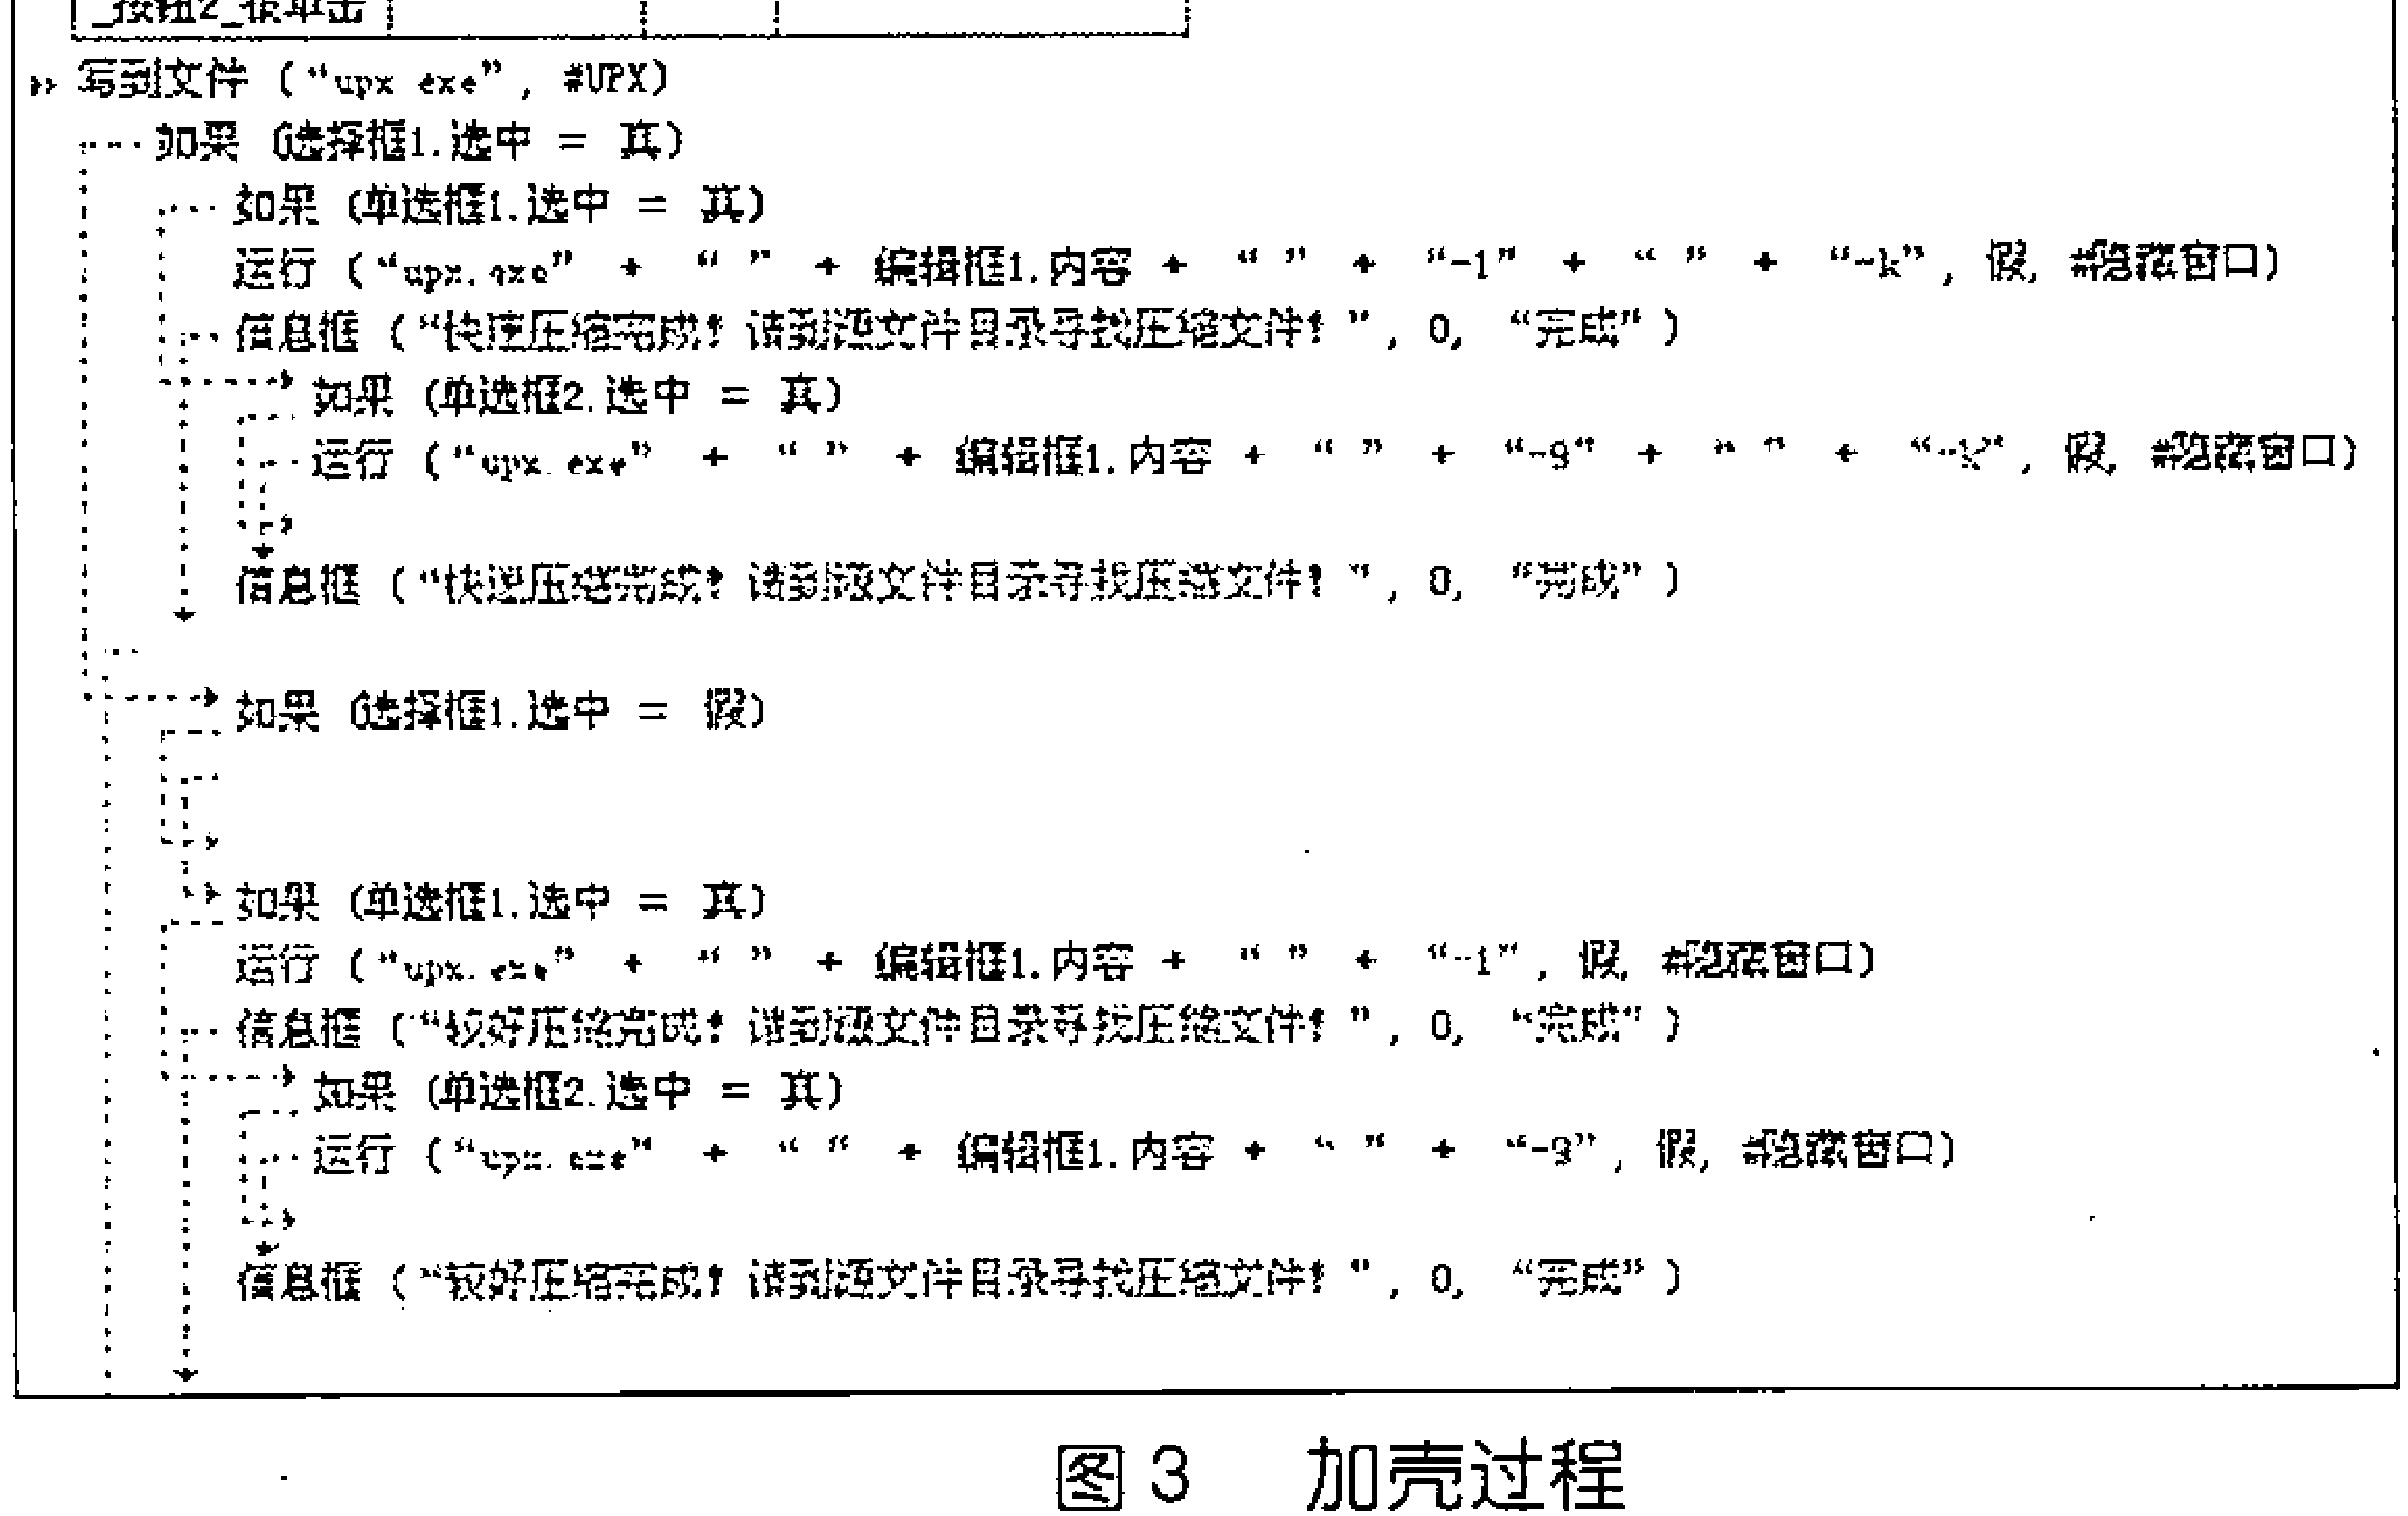 _按钮2_被单击
写到文件 (“upx exe”, #UPX)
如果 (选择框1.选中 = 真)
如果 (单选框1.选中 = 真)
运行 (“upx.exe” + “ ” + 编辑框1.内容 + “ ” + “-1” + “ ” + “-k”, 假, #隐藏窗口)
信息框 (“快速压缩完成！请到源文件目录寻找压缩文件！”, 0, “完成”)
如果 (单选框2.选中 = 真)
运行 (“upx.exe” + “ ” + 编辑框1.内容 + “ ” + “-9” + “ ” + “-k”, 假, #隐藏窗口)
信息框 (“快速压缩完成！请到源文件目录寻找压缩文件！”, 0, “完成”)
如果 (选择框1.选中 = 假)
如果 (单选框1.选中 = 真)
运行 (“upx.exe” + “ ” + 编辑框1.内容 + “ ” + “-1”, 假, #隐藏窗口)
信息框 (“较好压缩完成！请到源文件目录寻找压缩文件！”, 0, “完成”)
如果 (单选框2.选中 = 真)
运行 (“upx.exe” + “ ” + 编辑框1.内容 + “ ” + “-9”, 假, #隐藏窗口)
信息框 (“较好压缩完成！请到源文件目录寻找压缩文件！”, 0, “完成”)
图 3 加壳过程